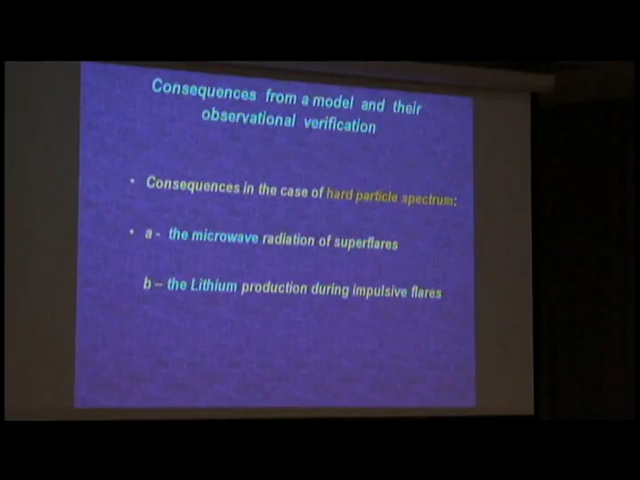 Consequences from a model and their
observational verification
• Consequences in the case of hard particle spectrum:
• a - the microwave radiation of superflares
b – the Lithium production during impulsive flares